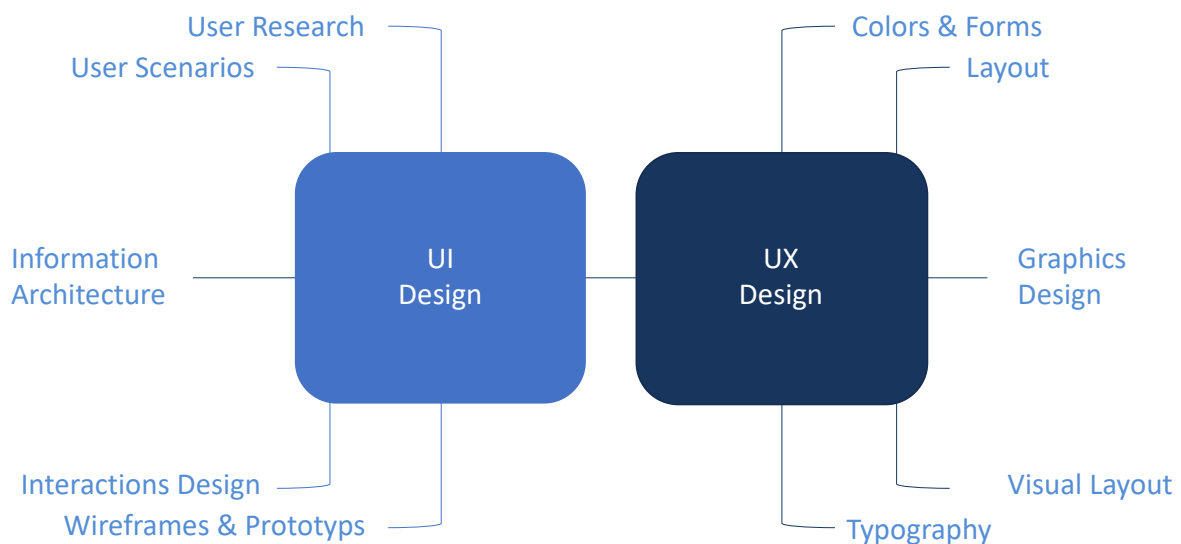 User Research
User Scenarios
Colors & Forms
Layout
Information
Architecture
UI
Design
UX
Design
Graphics
Design
Interactions Design
Wireframes & Prototyps
Visual Layout
Typography